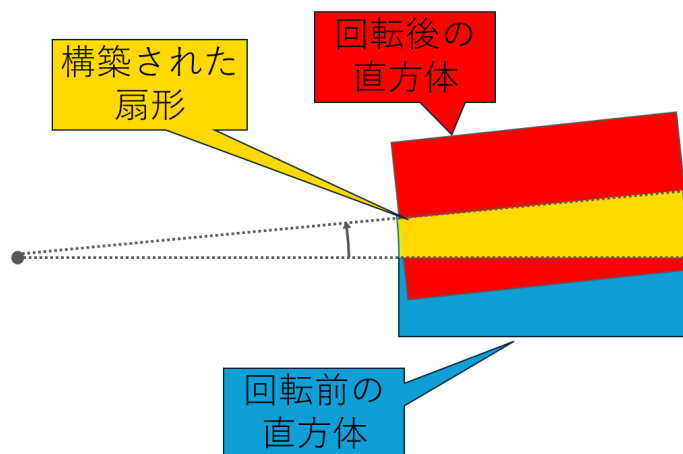 構築された
扇形
回転後の
直方体
回転前の
直方体